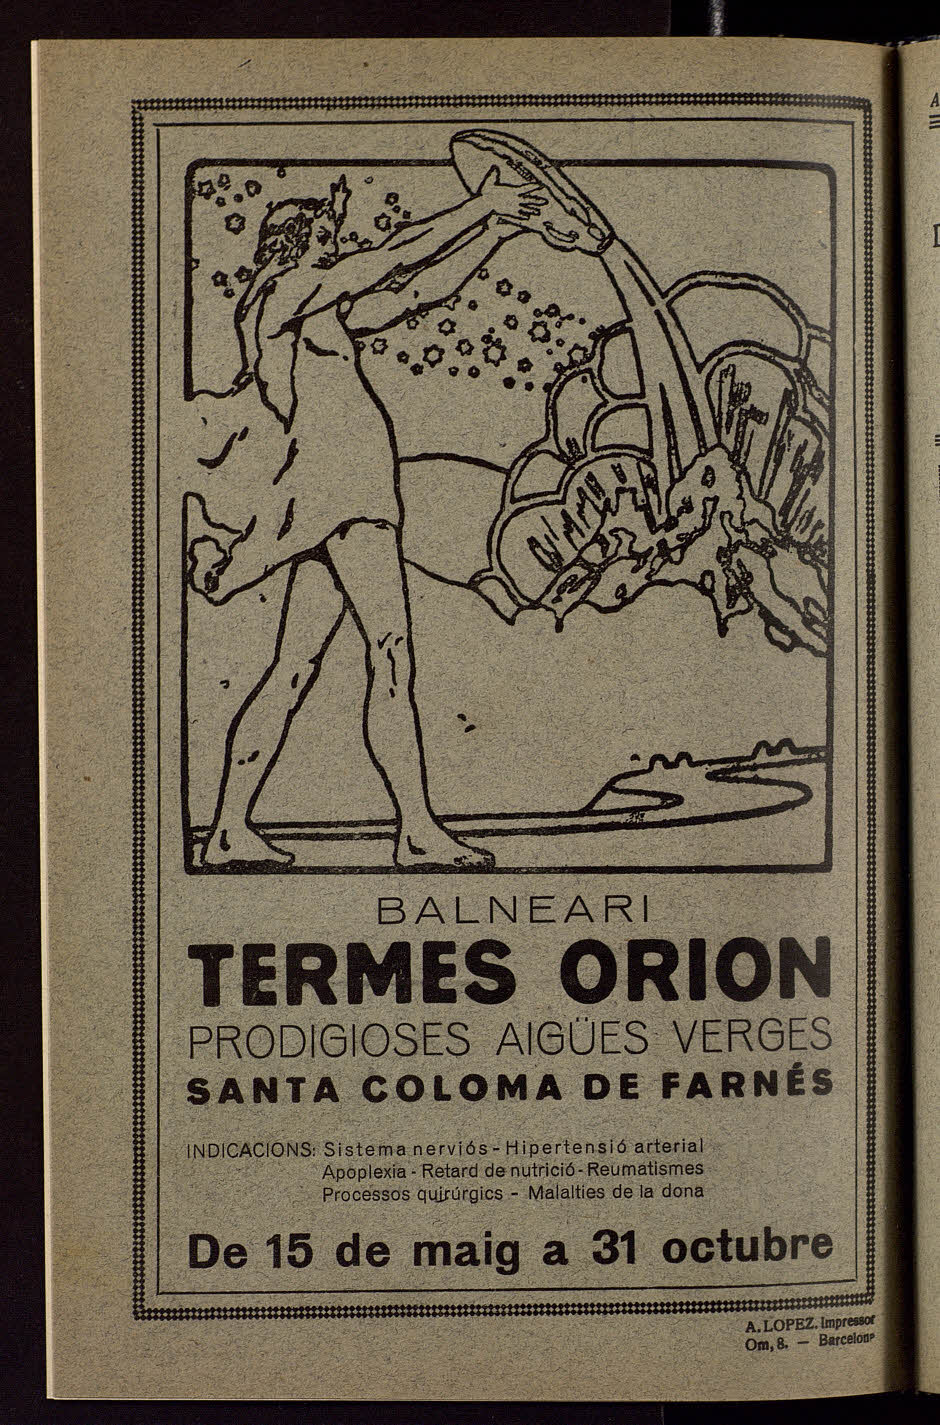 BALNEARI
TERMES ORION
PRODIGIOSES AIGÜES VERGES
SANTA COLOMA DE FARNÉS
INDICACIONS: Sistema nerviós - Hipertensió arterial
Apoplexia - Retard de nutrició - Reumatismes
Processos quirúrgics - Malalties de la dona
De 15 de maig a 31 octubre
A. LOPEZ. Impressor
Om, 8. — Barcelona